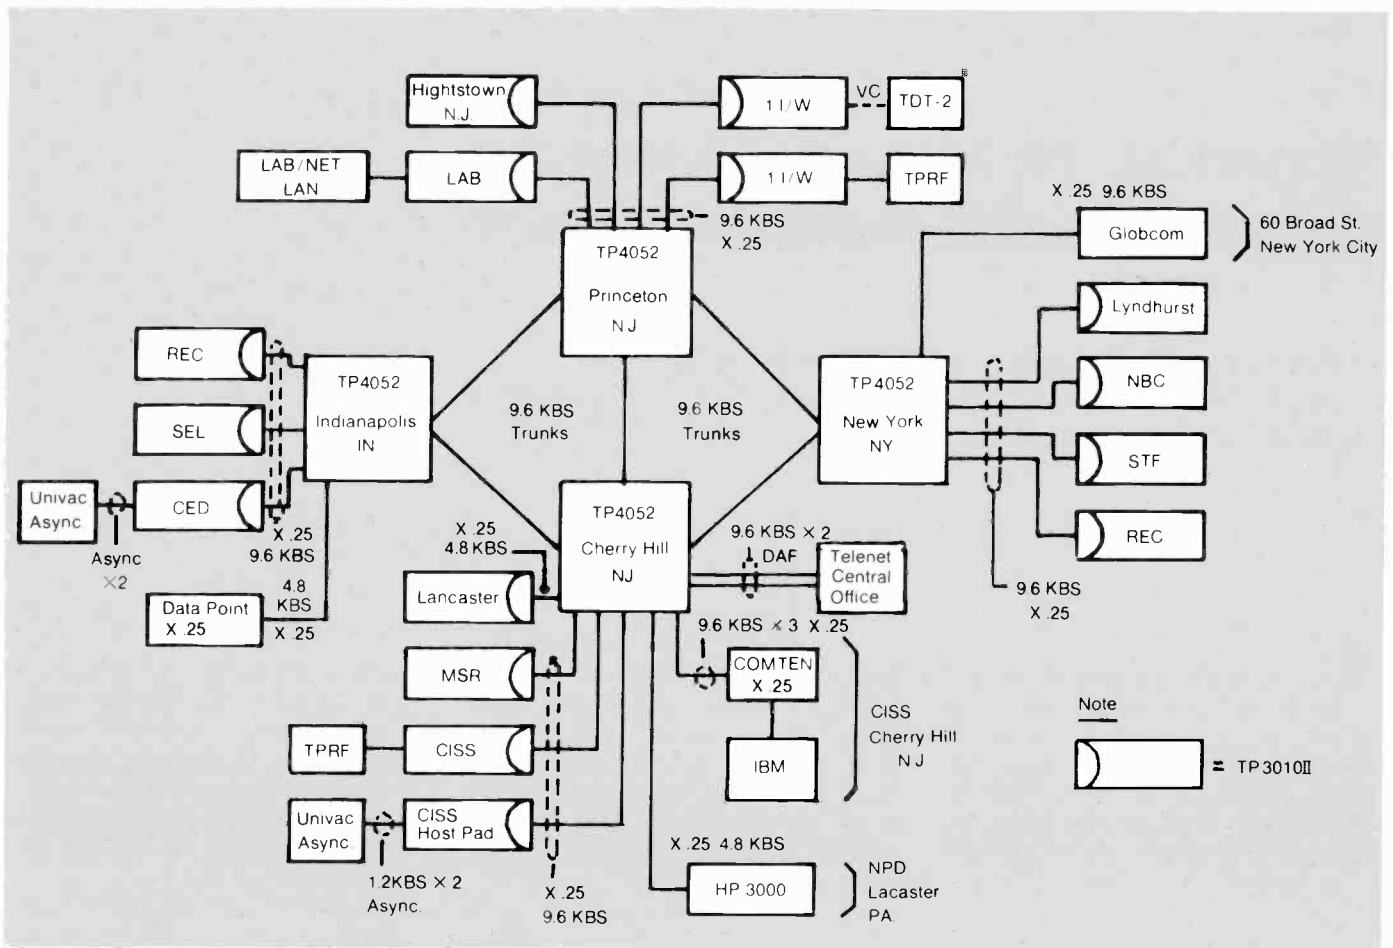 Hightstown
N.J.
1 I/W
VC
TDT-2
LAB/NET
LAN
LAB
1 I/W
TPRF
9.6 KBS
X .25
X .25 9.6 KBS
Globcom
60 Broad St.
New York City
TP4052
Princeton
NJ
Lyndhurst
NBC
STF
REC
9.6 KBS
X .25
REC
SEL
CED
Univac
Async.
Async
×2
X .25
9.6 KBS
TP4052
Indianapolis
IN
9.6 KBS
Trunks
9.6 KBS
Trunks
TP4052
New York
NY
Data Point
X .25
4.8
KBS
X .25
TP4052
Cherry Hill
NJ
X .25
4.8 KBS
Lancaster
9.6 KBS × 2
DAF
Telenet
Central
Office
MSR
9.6 KBS × 3 X .25
COMTEN
X .25
IBM
CISS
Cherry Hill
NJ
TPRF
CISS
Univac
Async.
CISS
Host Pad
1.2KBS × 2
Async.
X .25
9.6 KBS
X .25 4.8 KBS
HP 3000
NPD
Lacaster
PA.
Note
= TP3010II